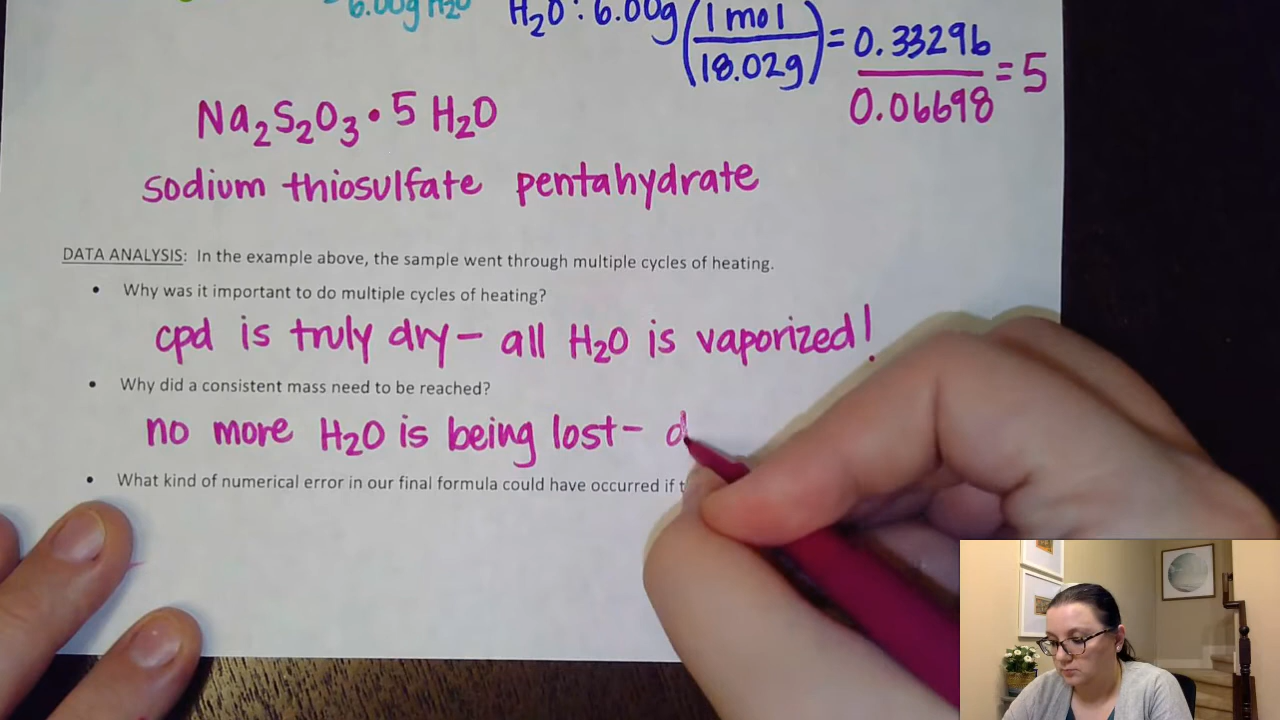 6.00g H2O H2O: 6.00g (1 mol / 18.02g) = 0.33296 / 0.06698 = 5
Na2S2O3 • 5 H2O
sodium thiosulfate pentahydrate
DATA ANALYSIS: In the example above, the sample went through multiple cycles of heating.
• Why was it important to do multiple cycles of heating?
cpd is truly dry – all H2O is vaporized!
• Why did a consistent mass need to be reached?
no more H2O is being lost – d
• What kind of numerical error in our final formula could have occurred if t